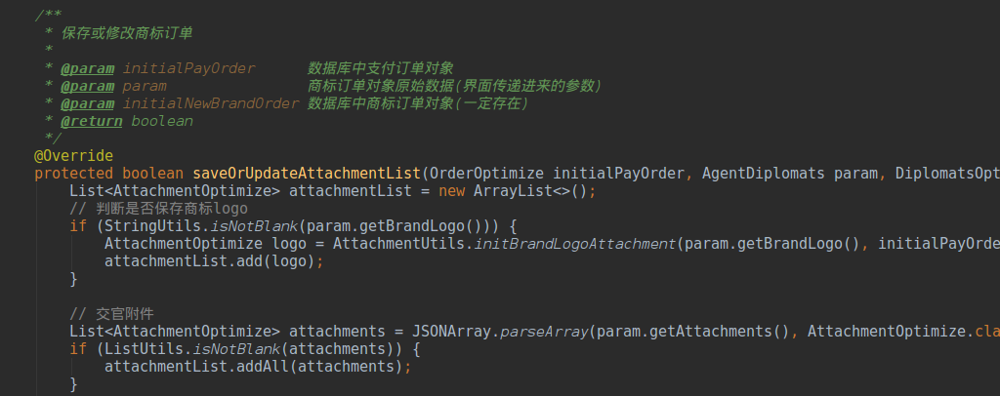 /**
 * 保存或修改商标订单
 *
 * @param initialPayOrder      数据库中支付订单对象
 * @param param                商标订单对象原始数据(界面传递进来的参数)
 * @param initialNewBrandOrder 数据库中商标订单对象(一定存在)
 * @return boolean
 */
@Override
protected boolean saveOrUpdateAttachmentList(OrderOptimize initialPayOrder, AgentDiplomats param, DiplomatsOpt
    List<AttachmentOptimize> attachmentList = new ArrayList<>();
    // 判断是否保存商标logo
    if (StringUtils.isNotBlank(param.getBrandLogo())) {
        AttachmentOptimize logo = AttachmentUtils.initBrandLogoAttachment(param.getBrandLogo(), initialPayOrde
        attachmentList.add(logo);
    }
    // 交官附件
    List<AttachmentOptimize> attachments = JSONArray.parseArray(param.getAttachments(), AttachmentOptimize.cla
    if (ListUtils.isNotBlank(attachments)) {
        attachmentList.addAll(attachments);
    }